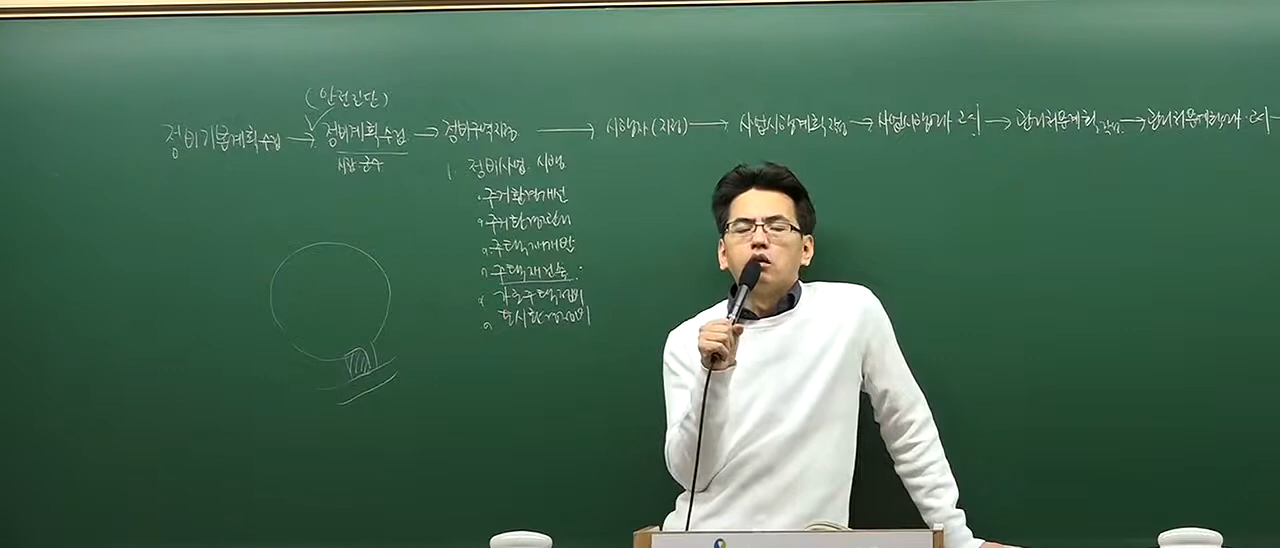 (안전진단)
정비기본계획수립 → 정비계획수립 → 정비구역지정 → 시행자(지정) → 사업시행계획 작성 → 사업시행인가·고시 → 관리처분계획 작성 → 관리처분계획인가·고시 →
시장·군수
1. 정비사업 시행
주거환경개선
주거환경관리
주택재개발
주택재건축
가로주택정비
도시환경정비